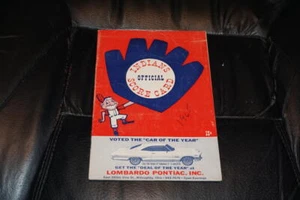 INDIANS
OFFICIAL
SCORE CARD
VOTED THE "CAR OF THE YEAR"
GET THE "DEAL OF THE YEAR" at
LOMBARDO PONTIAC, INC.